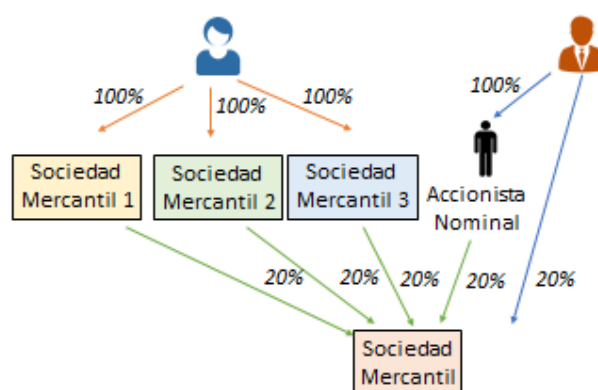 100%
100%
100%
100%
Sociedad
Mercantil 1
Sociedad
Mercantil 2
Sociedad
Mercantil 3
Accionista
Nominal
20%
20%
20%
20%
20%
Sociedad
Mercantil